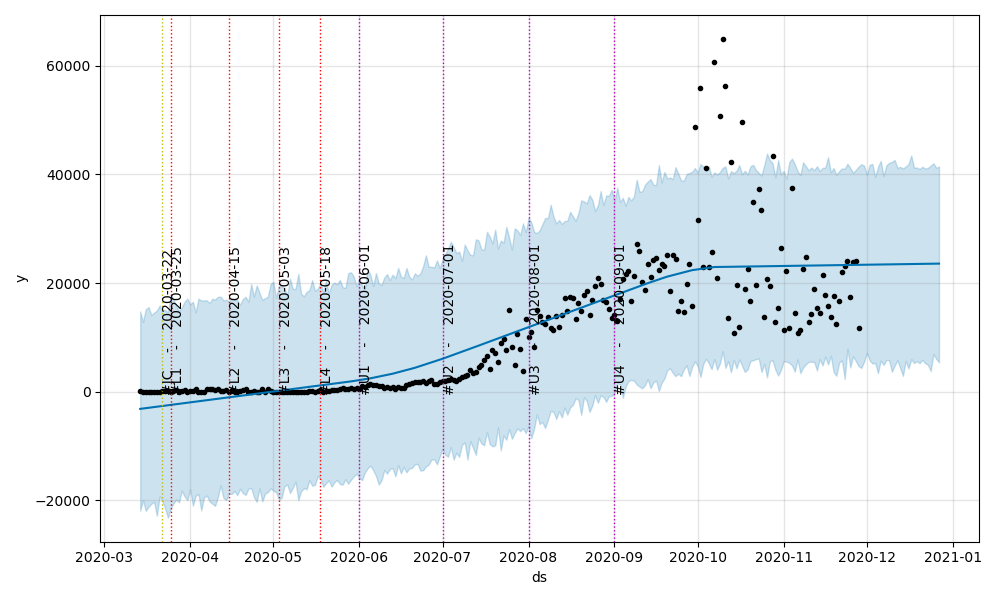 60000
40000
20000
0
−20000
y
#JC - 2020-03-22
#L1 - 2020-03-25
#L2 - 2020-04-15
#L3 - 2020-05-03
#L4 - 2020-05-18
#U1 - 2020-06-01
#U2 - 2020-07-01
#U3 - 2020-08-01
#U4 - 2020-09-01
2020-03
2020-04
2020-05
2020-06
2020-07
2020-08
2020-09
2020-10
2020-11
2020-12
2021-01
ds